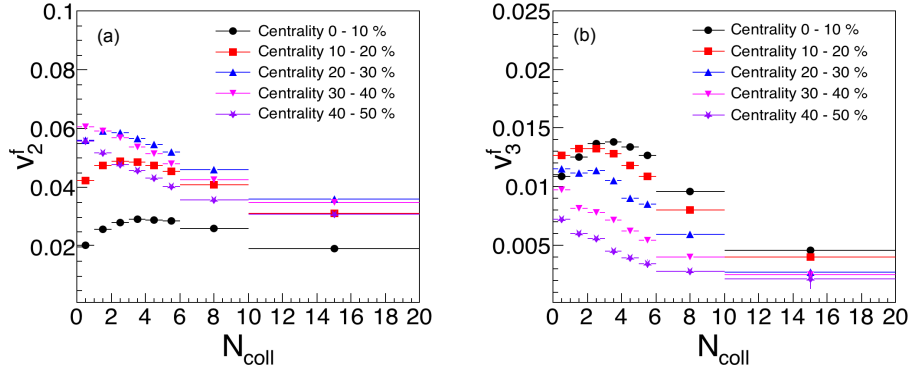 (a)
Centrality 0 - 10 %
Centrality 10 - 20 %
Centrality 20 - 30 %
Centrality 30 - 40 %
Centrality 40 - 50 %
v₂ᶠ
0.1
0.08
0.06
0.04
0.02
0 2 4 6 8 10 12 14 16 18 20
N_coll
(b)
Centrality 0 - 10 %
Centrality 10 - 20 %
Centrality 20 - 30 %
Centrality 30 - 40 %
Centrality 40 - 50 %
v₃ᶠ
0.025
0.02
0.015
0.01
0.005
0 2 4 6 8 10 12 14 16 18 20
N_coll